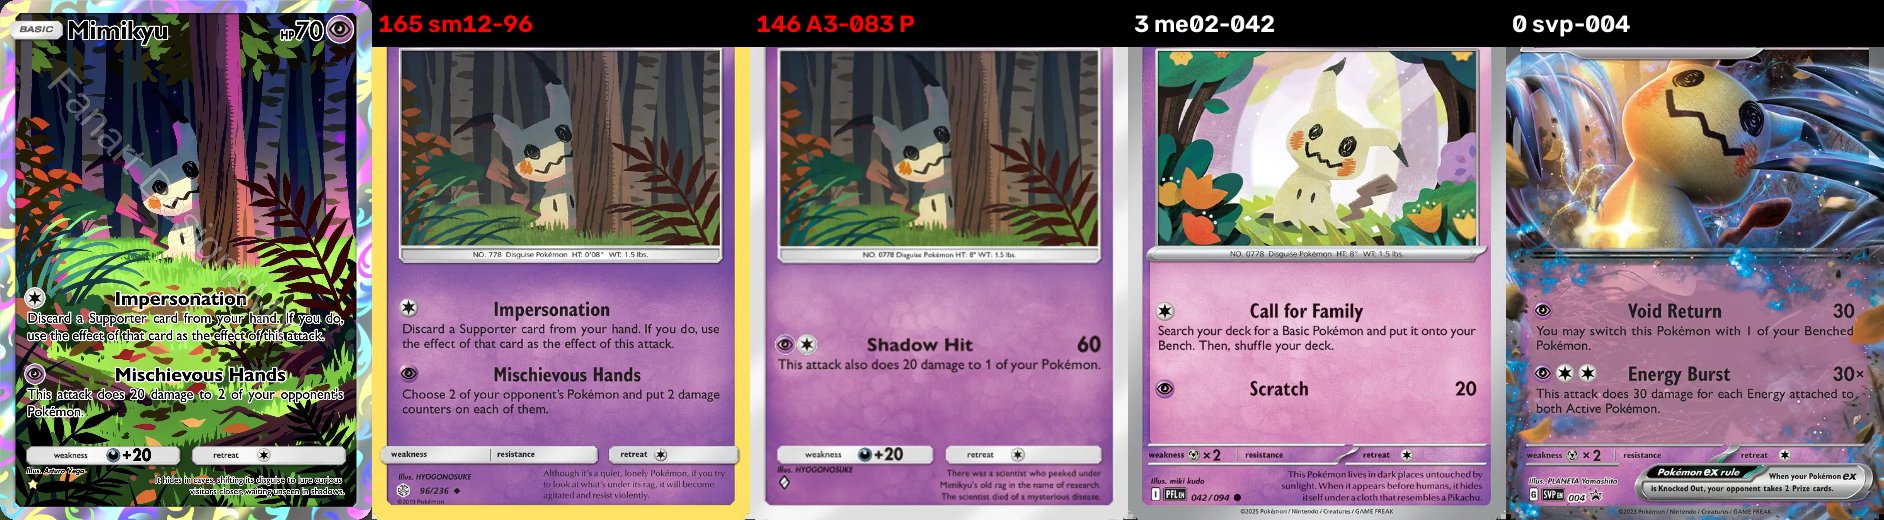 BASIC Mimikyu HP 70
Fanart Design
Impersonation
Discard a Supporter card from your hand. If you do,
use the effect of that card as the effect of this attack.
Mischievous Hands
This attack does 20 damage to 2 of your opponent's
Pokémon.
weakness +20 retreat
It hides in caves, shifting its disguise to lure curious
visitors closer, waiting unseen in shadows.
165 sm12-96
NO. 778 Disguise Pokémon HT: 0'08" WT: 1.5 lbs.
Impersonation
Discard a Supporter card from your hand. If you do, use
the effect of that card as the effect of this attack.
Mischievous Hands
Choose 2 of your opponent's Pokémon and put 2 damage
counters on each of them.
weakness resistance retreat
Illus. HYOGONOSUKE
96/236
©2019 Pokémon
Although it's a quiet, lonely Pokémon, if you try
to look at what's under its rag, it will become
agitated and resist violently.
146 A3-083 P
NO. 0778 Disguise Pokémon HT: 8" WT: 1.5 lbs.
Shadow Hit 60
This attack also does 20 damage to 1 of your Pokémon.
weakness +20 retreat
Illus. HYOGONOSUKE
There was a scientist who peeked under
Mimikyu's old rag in the name of research.
The scientist died of a mysterious disease.
3 me02-042
NO. 0778 Disguise Pokémon HT: 8" WT: 1.5 lbs.
Call for Family
Search your deck for a Basic Pokémon and put it onto your
Bench. Then, shuffle your deck.
Scratch 20
weakness ×2 resistance retreat
Illus. miki kudo
I PFL EN 042/094
This Pokémon lives in dark places untouched by
sunlight. When it appears before humans, it hides
itself under a cloth that resembles a Pikachu.
©2025 Pokémon / Nintendo / Creatures / GAME FREAK
0 svp-004
Void Return 30
You may switch this Pokémon with 1 of your Benched
Pokémon.
Energy Burst 30×
This attack does 30 damage for each Energy attached to
both Active Pokémon.
weakness ×2 resistance retreat
Illus. PLANETA Yamashita
G SVP EN 004
Pokémon ex rule
When your Pokémon ex
is Knocked Out, your opponent takes 2 Prize cards.
©2023 Pokémon / Nintendo / Creatures / GAME FREAK